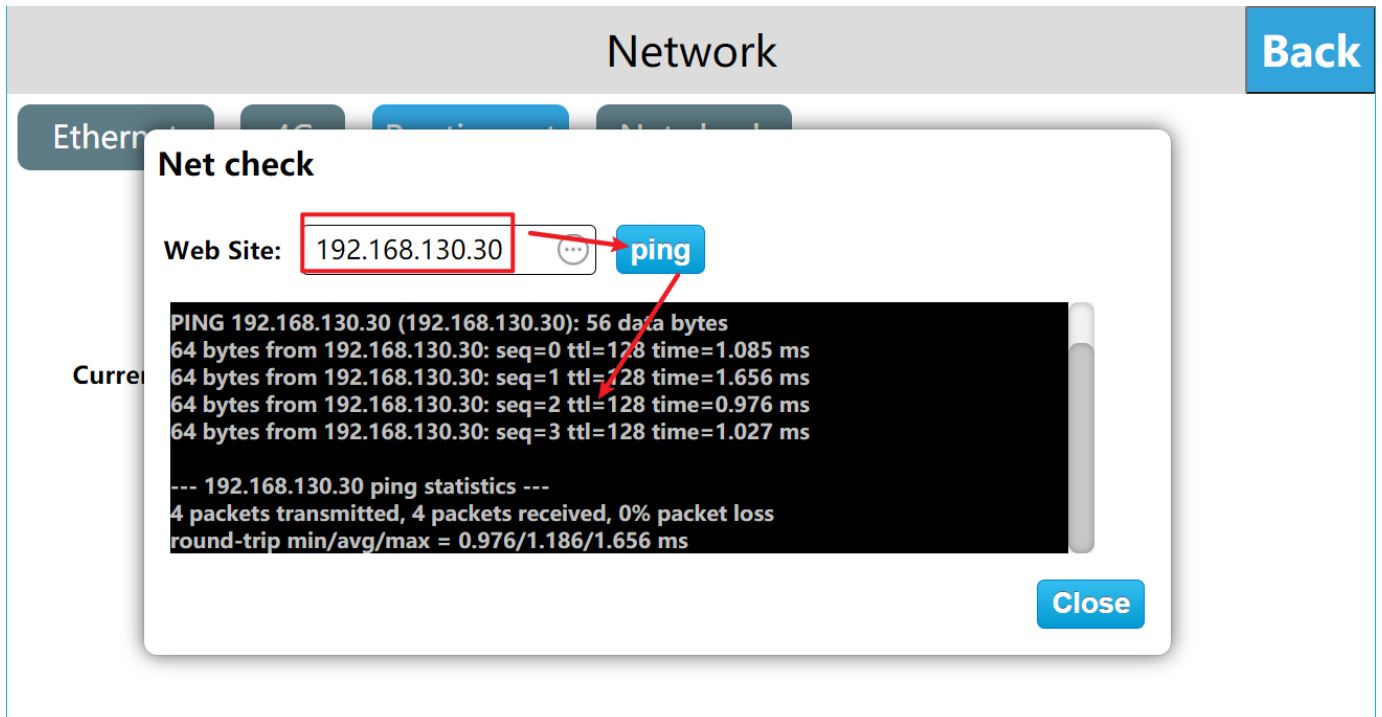 Network
Back
Net check
Web Site: 192.168.130.30 ping
PING 192.168.130.30 (192.168.130.30): 56 data bytes
64 bytes from 192.168.130.30: seq=0 ttl=128 time=1.085 ms
64 bytes from 192.168.130.30: seq=1 ttl=128 time=1.656 ms
64 bytes from 192.168.130.30: seq=2 ttl=128 time=0.976 ms
64 bytes from 192.168.130.30: seq=3 ttl=128 time=1.027 ms
--- 192.168.130.30 ping statistics ---
4 packets transmitted, 4 packets received, 0% packet loss
round-trip min/avg/max = 0.976/1.186/1.656 ms
Close